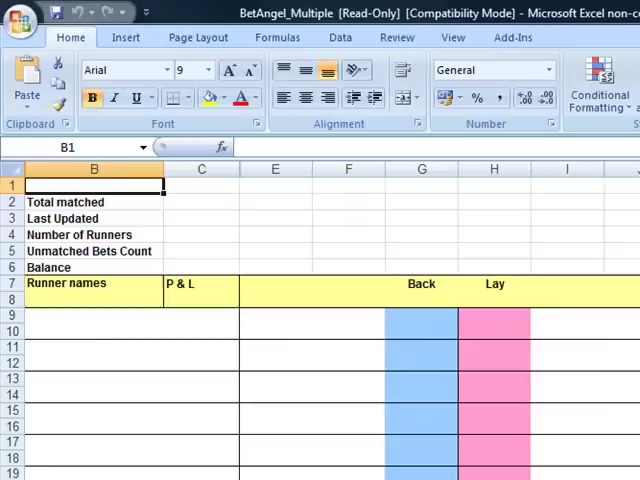 BetAngel_Multiple [Read-Only] [Compatibility Mode] - Microsoft Excel non-c
Home Insert Page Layout Formulas Data Review View Add-Ins
Arial 9 A A General
Paste B I U A % , .00 .0 Conditional
Formatting
Clipboard Font Alignment Number
B1 fx
B C E F G H I
1
2 Total matched
3 Last Updated
4 Number of Runners
5 Unmatched Bets Count
6 Balance
7 Runner names P & L Back Lay
8
9
10
11
12
13
14
15
16
17
18
19